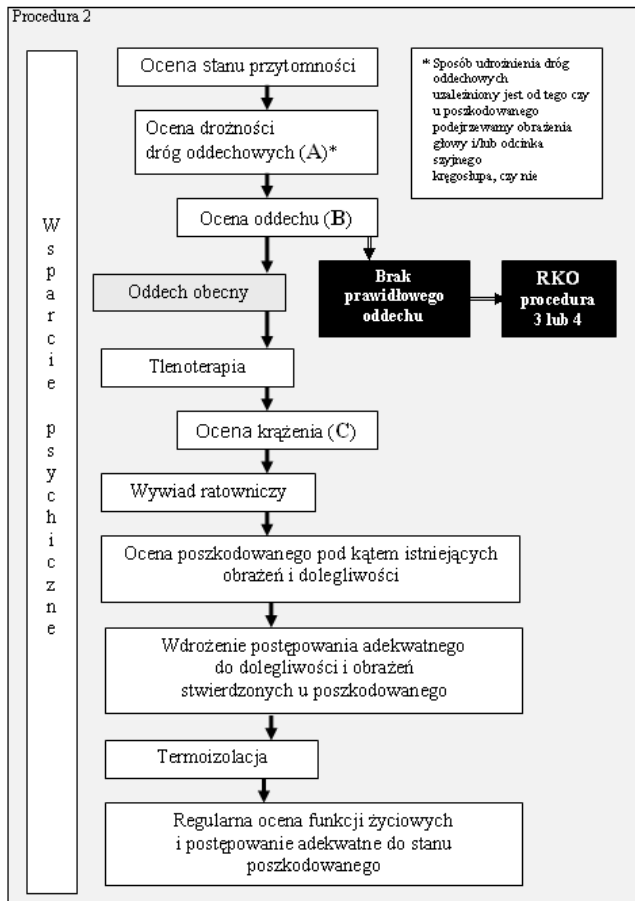 Procedura 2
Wsparcie psychiczne
Ocena stanu przytomności
Ocena drożności
dróg oddechowych (A)*
* Sposób udrożnienia dróg
oddechowych
uzależniony jest od tego czy
u poszkodowanego
podejrzewamy obrażenia
głowy i/lub odcinka
szyjnego
kręgosłupa, czy nie
Ocena oddechu (B)
Oddech obecny
Brak
prawidłowego
oddechu
RKO
procedura
3 lub 4
Tlenoterapia
Ocena krążenia (C)
Wywiad ratowniczy
Ocena poszkodowanego pod kątem istniejących
obrażeń i dolegliwości
Wdrożenie postępowania adekwatnego
do dolegliwości i obrażeń
stwierdzonych u poszkodowanego
Termoizolacja
Regularna ocena funkcji życiowych
i postępowanie adekwatne do stanu
poszkodowanego